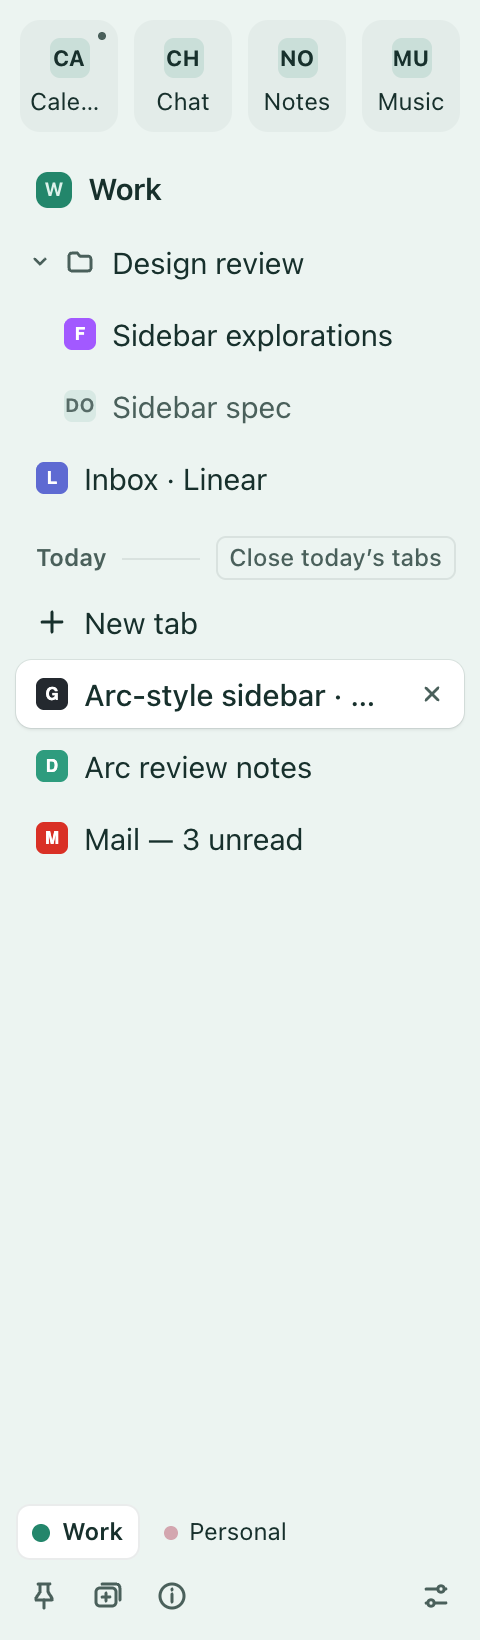 CA CH NO MU
Cale... Chat Notes Music
W Work
Design review
F Sidebar explorations
DO Sidebar spec
L Inbox · Linear
Today Close today's tabs
New tab
G Arc-style sidebar · ...
D Arc review notes
M Mail — 3 unread
Work Personal